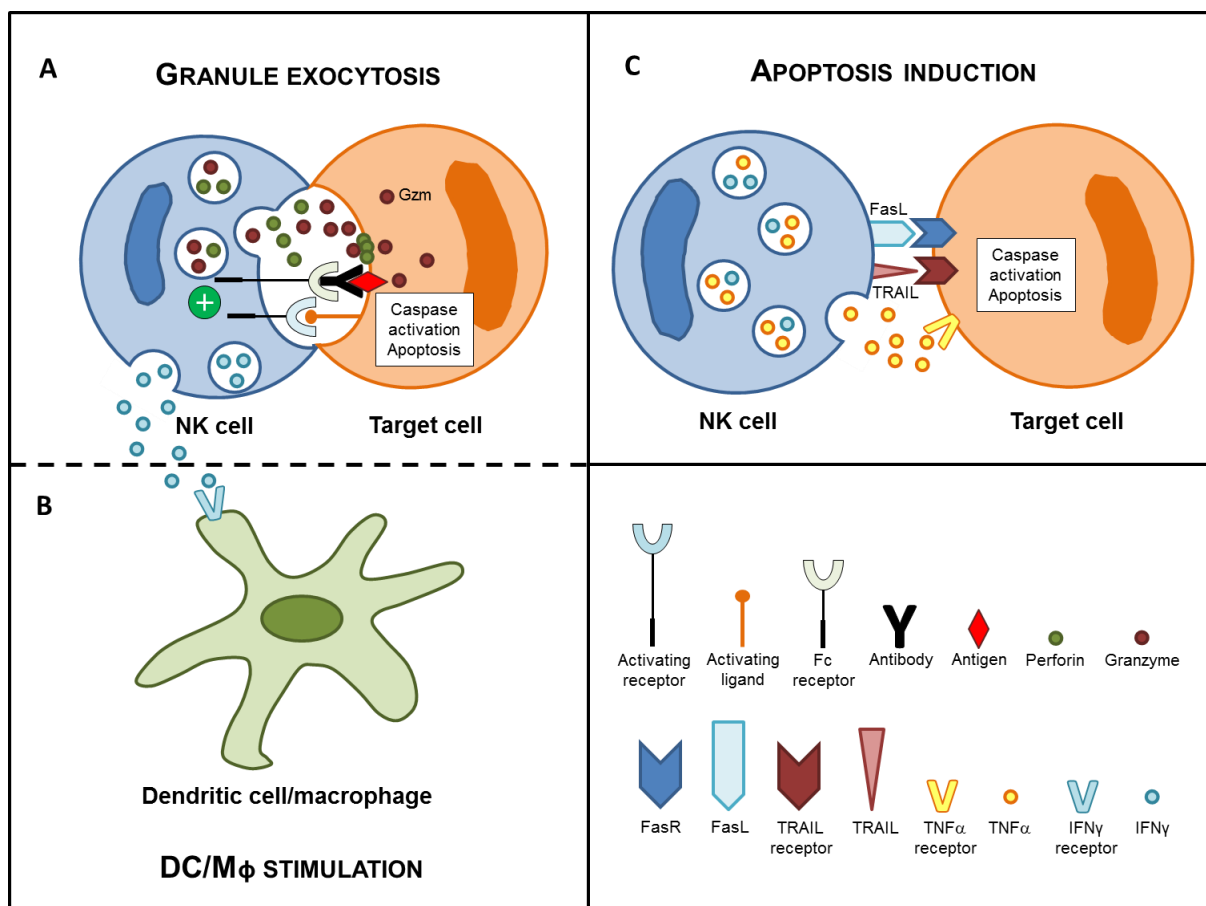 A
GRANULE EXOCYTOSIS
Gzm
+
Caspase
activation
Apoptosis
NK cell
Target cell
B
Dendritic cell/macrophage
DC/Mϕ STIMULATION
C
APOPTOSIS INDUCTION
FasL
TRAIL
Caspase
activation
Apoptosis
NK cell
Target cell
Activating
receptor
Activating
ligand
Fc
receptor
Antibody
Antigen
Perforin
Granzyme
FasR
FasL
TRAIL
receptor
TRAIL
TNFα
receptor
TNFα
IFNγ
receptor
IFNγ